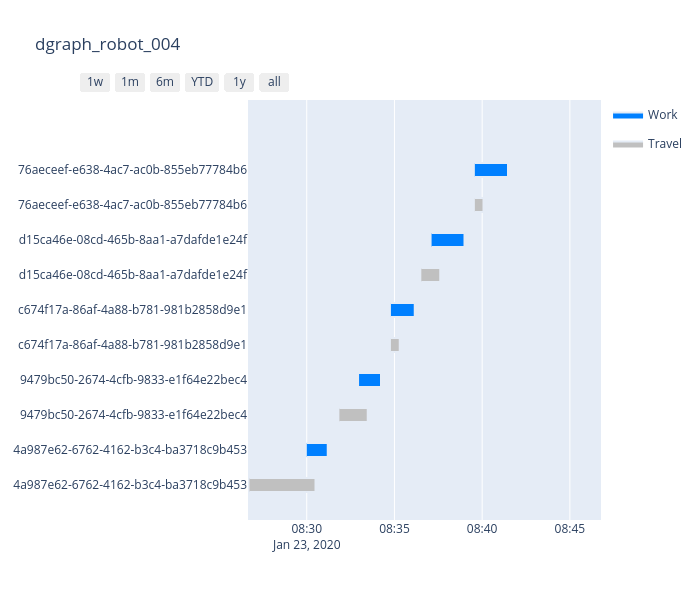 dgraph_robot_004
1w 1m 6m YTD 1y all
Work
Travel
76aeceef-e638-4ac7-ac0b-855eb77784b6
76aeceef-e638-4ac7-ac0b-855eb77784b6
d15ca46e-08cd-465b-8aa1-a7dafde1e24f
d15ca46e-08cd-465b-8aa1-a7dafde1e24f
c674f17a-86af-4a88-b781-981b2858d9e1
c674f17a-86af-4a88-b781-981b2858d9e1
9479bc50-2674-4cfb-9833-e1f64e22bec4
9479bc50-2674-4cfb-9833-e1f64e22bec4
4a987e62-6762-4162-b3c4-ba3718c9b453
4a987e62-6762-4162-b3c4-ba3718c9b453
08:30 08:35 08:40 08:45
Jan 23, 2020